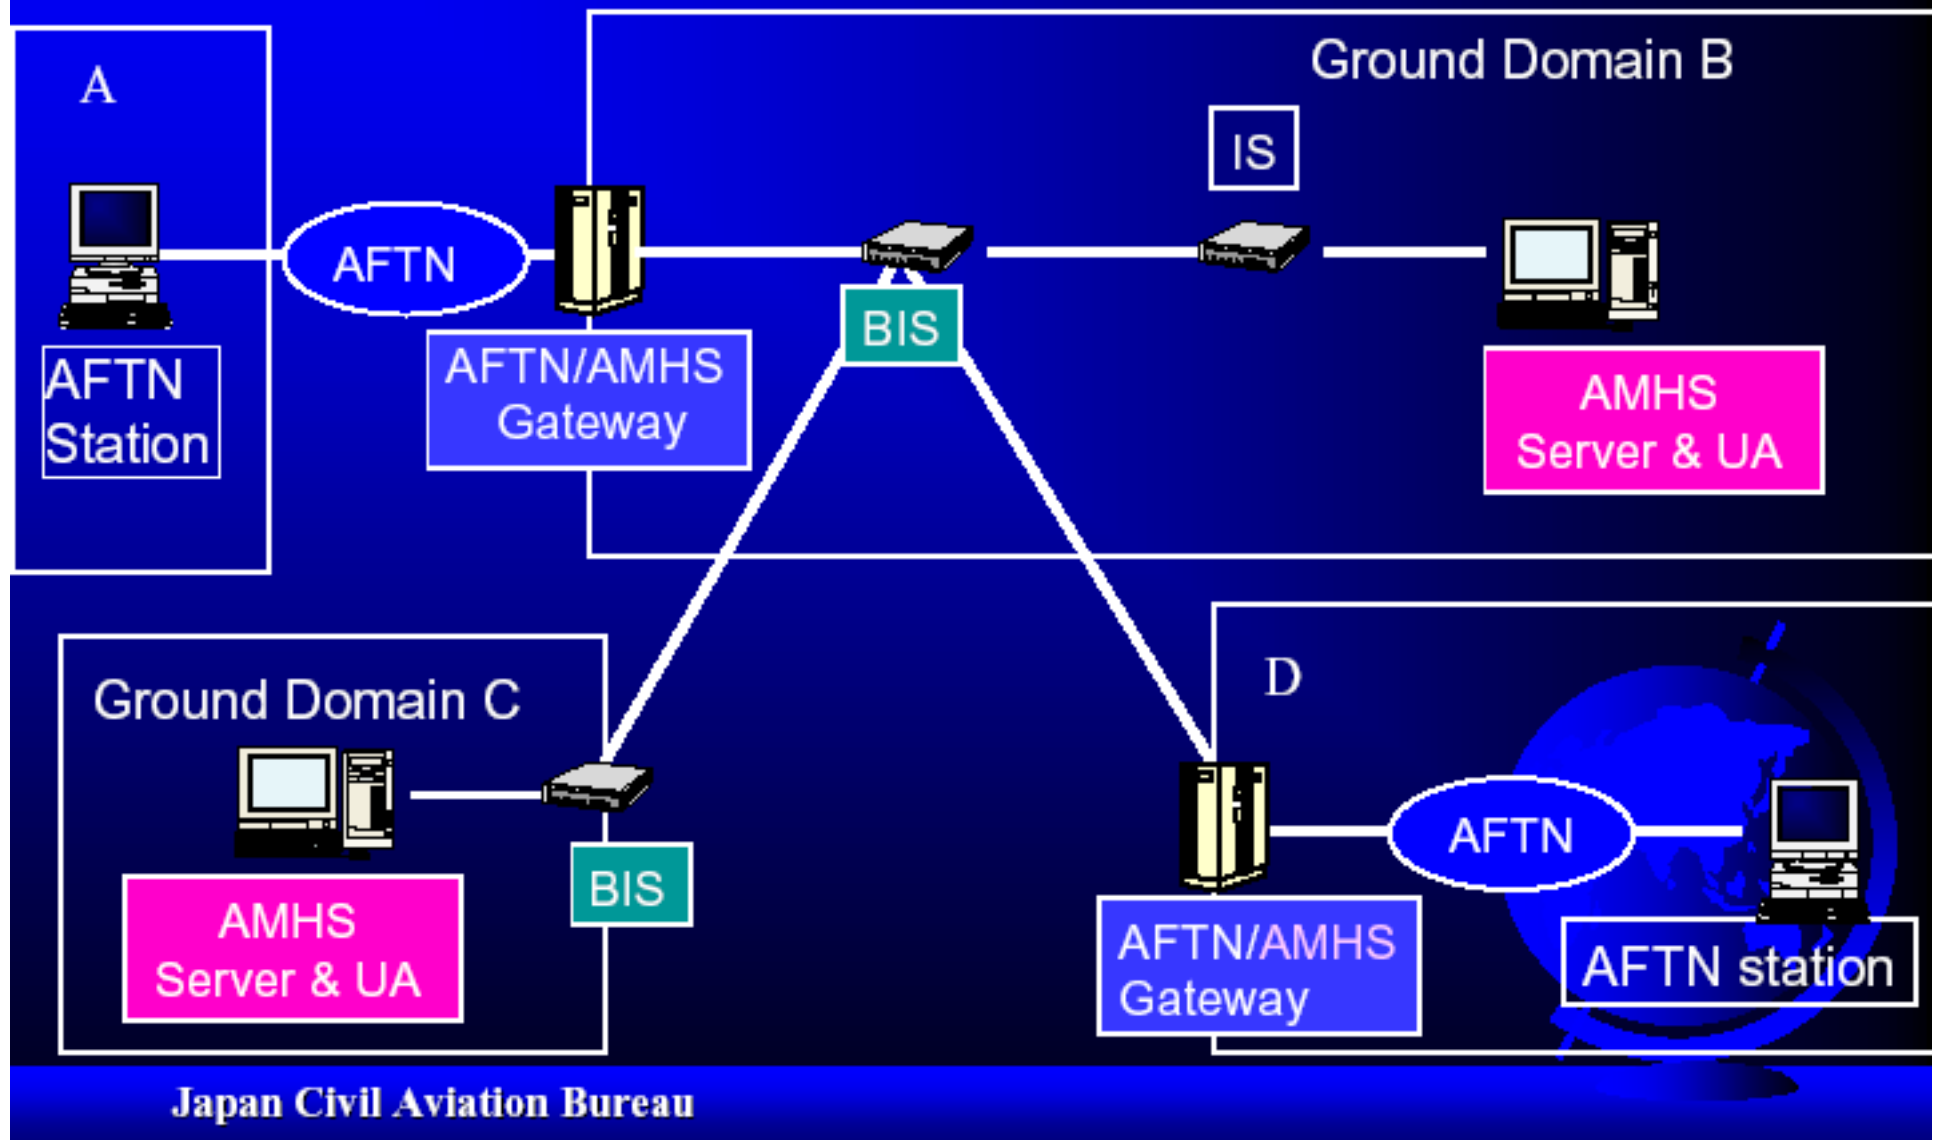 A
Ground Domain B
IS
AFTN
BIS
AFTN
Station
AFTN/AMHS
Gateway
AMHS
Server & UA
Ground Domain C
D
AFTN
BIS
AMHS
Server & UA
AFTN/AMHS
Gateway
AFTN station
Japan Civil Aviation Bureau